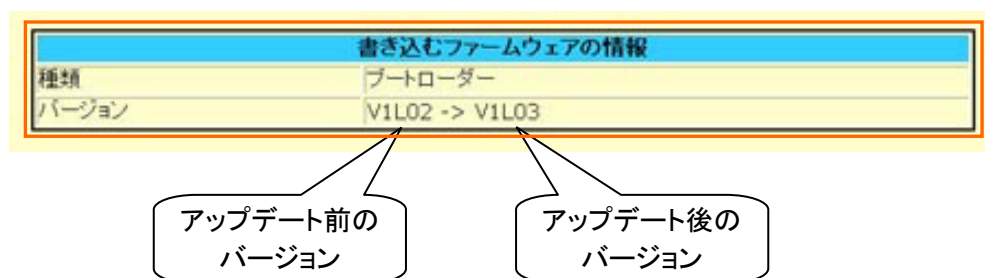 書き込むファームウェアの情報
種類 ブートローダー
バージョン V1L02 -> V1L03
アップデート前の
バージョン
アップデート後の
バージョン